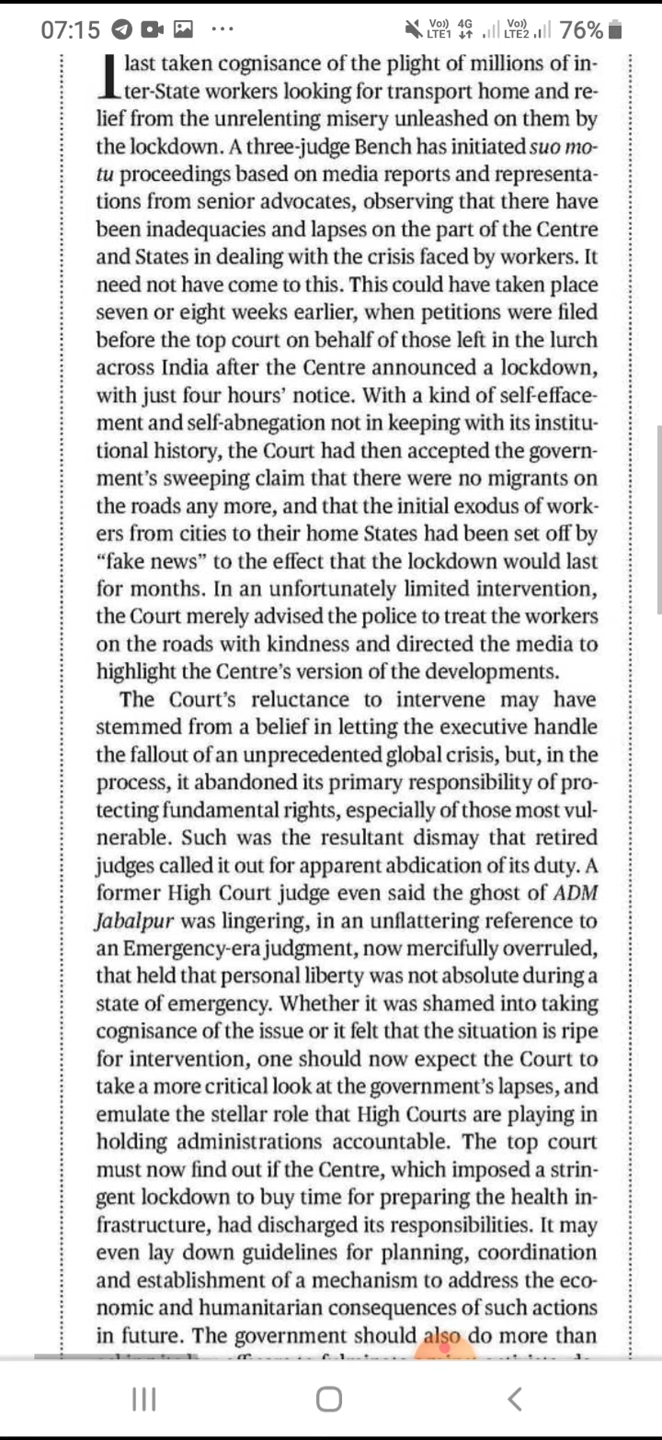 07:15 ... Vo)) LTE1 4G Vo)) LTE2 76%
I last taken cognisance of the plight of millions of in-
ter-State workers looking for transport home and re-
lief from the unrelenting misery unleashed on them by
the lockdown. A three-judge Bench has initiated suo mo-
tu proceedings based on media reports and representa-
tions from senior advocates, observing that there have
been inadequacies and lapses on the part of the Centre
and States in dealing with the crisis faced by workers. It
need not have come to this. This could have taken place
seven or eight weeks earlier, when petitions were filed
before the top court on behalf of those left in the lurch
across India after the Centre announced a lockdown,
with just four hours’ notice. With a kind of self-efface-
ment and self-abnegation not in keeping with its institu-
tional history, the Court had then accepted the govern-
ment’s sweeping claim that there were no migrants on
the roads any more, and that the initial exodus of work-
ers from cities to their home States had been set off by
“fake news” to the effect that the lockdown would last
for months. In an unfortunately limited intervention,
the Court merely advised the police to treat the workers
on the roads with kindness and directed the media to
highlight the Centre’s version of the developments.
The Court’s reluctance to intervene may have
stemmed from a belief in letting the executive handle
the fallout of an unprecedented global crisis, but, in the
process, it abandoned its primary responsibility of pro-
tecting fundamental rights, especially of those most vul-
nerable. Such was the resultant dismay that retired
judges called it out for apparent abdication of its duty. A
former High Court judge even said the ghost of ADM
Jabalpur was lingering, in an unflattering reference to
an Emergency-era judgment, now mercifully overruled,
that held that personal liberty was not absolute during a
state of emergency. Whether it was shamed into taking
cognisance of the issue or it felt that the situation is ripe
for intervention, one should now expect the Court to
take a more critical look at the government’s lapses, and
emulate the stellar role that High Courts are playing in
holding administrations accountable. The top court
must now find out if the Centre, which imposed a strin-
gent lockdown to buy time for preparing the health in-
frastructure, had discharged its responsibilities. It may
even lay down guidelines for planning, coordination
and establishment of a mechanism to address the eco-
nomic and humanitarian consequences of such actions
in future. The government should also do more than